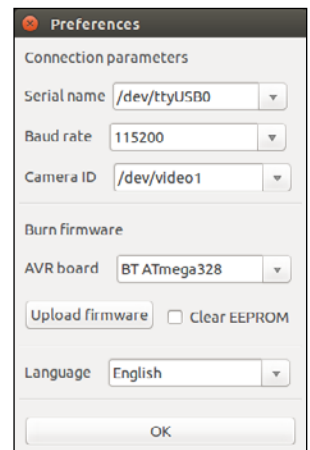 Preferences
Connection parameters
Serial name /dev/ttyUSB0
Baud rate 115200
Camera ID /dev/video1
Burn firmware
AVR board BT ATmega328
Upload firmware Clear EEPROM
Language English
OK